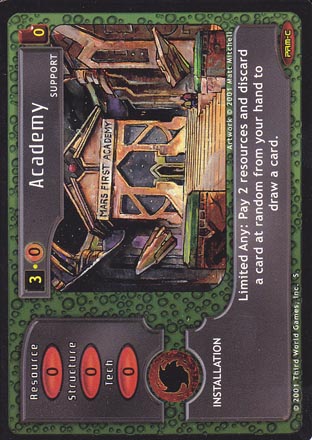 Academy
SUPPORT
0
3 · 0
MARS FIRST ACADEMY
Artwork © 2001 Matt Mitchell
PRM-C
Resource
0
Structure
0
Tech
0
INSTALLATION
Limited Any: Pay 2 resources and discard
a card at random from your hand to
draw a card.
© 2001 Third World Games, Inc. S